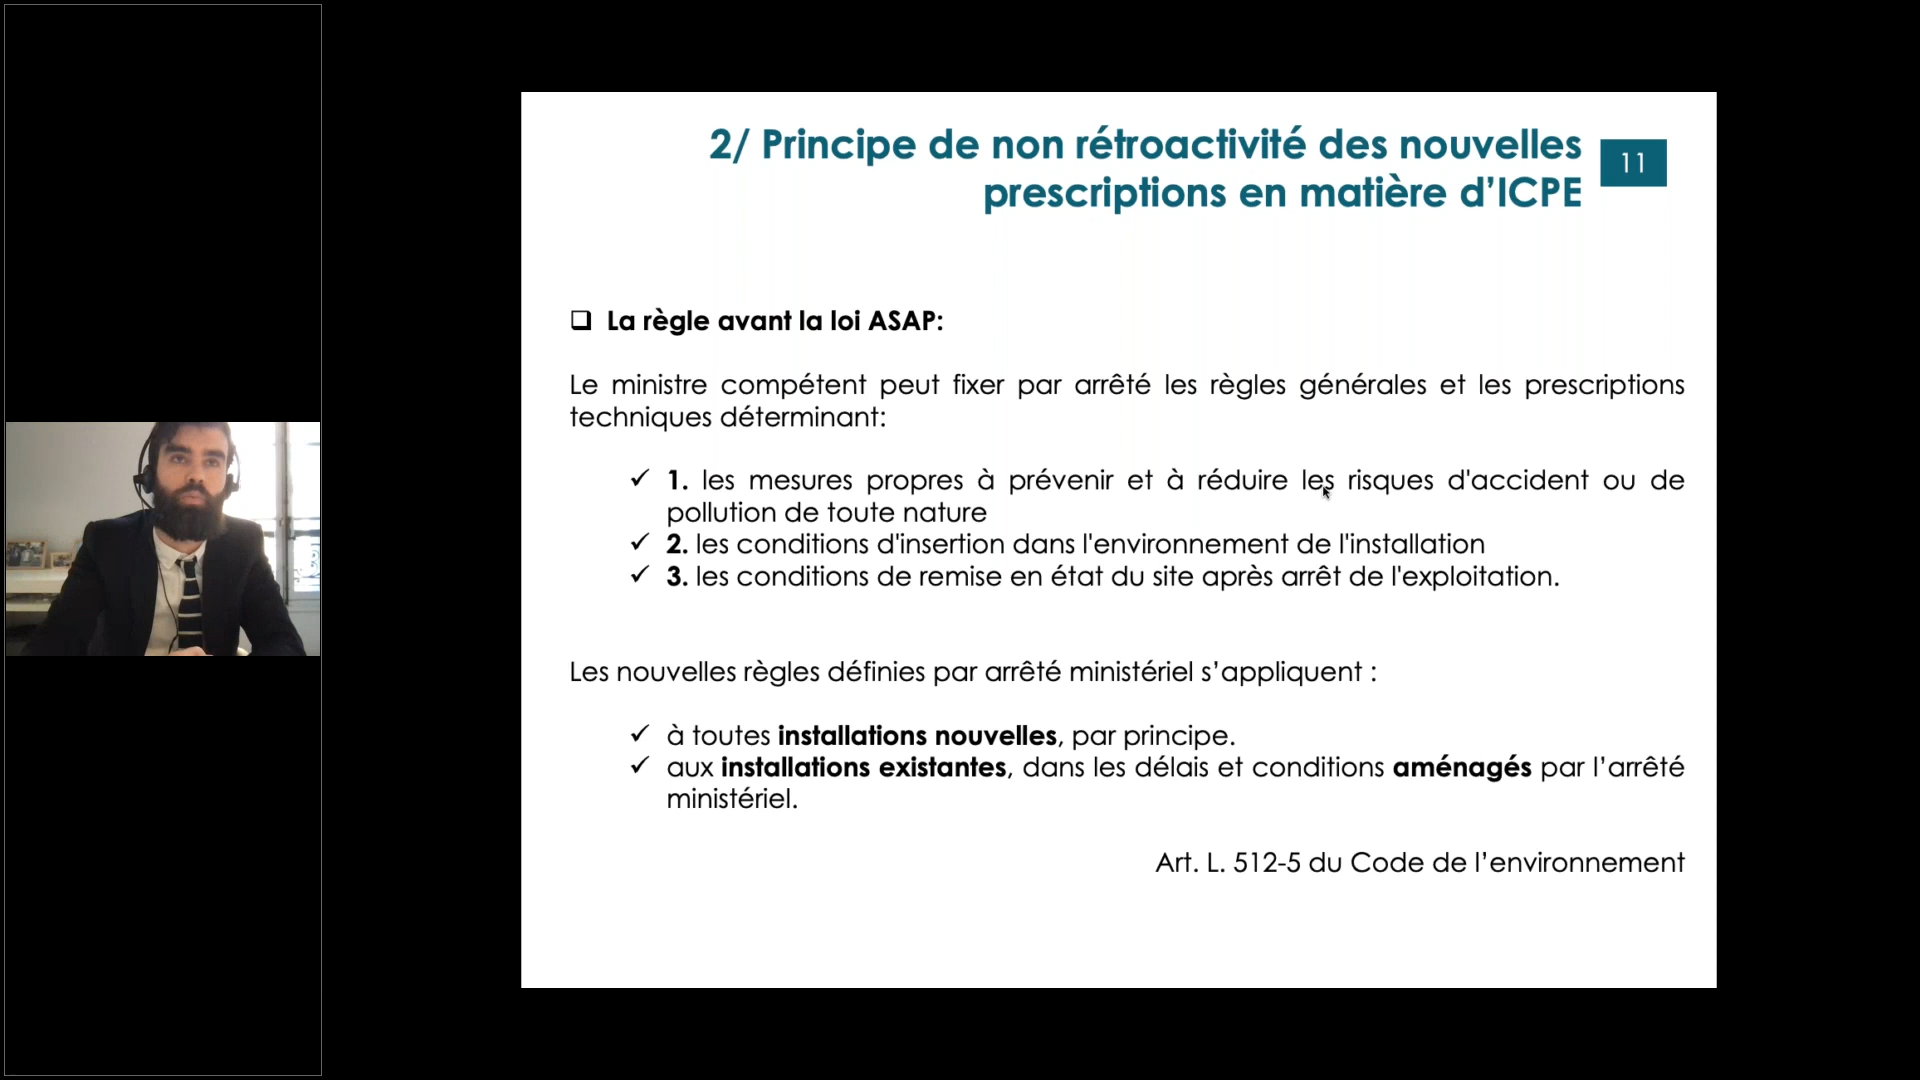 2/ Principe de non rétroactivité des nouvelles
prescriptions en matière d’ICPE
11
La règle avant la loi ASAP:
Le ministre compétent peut fixer par arrêté les règles générales et les prescriptions
techniques déterminant:
1. les mesures propres à prévenir et à réduire les risques d'accident ou de
pollution de toute nature
2. les conditions d'insertion dans l'environnement de l'installation
3. les conditions de remise en état du site après arrêt de l'exploitation.
Les nouvelles règles définies par arrêté ministériel s’appliquent :
à toutes installations nouvelles, par principe.
aux installations existantes, dans les délais et conditions aménagés par l’arrêté
ministériel.
Art. L. 512-5 du Code de l’environnement